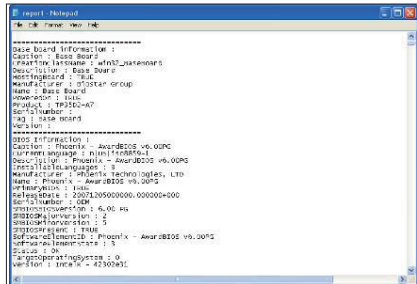 report - Notepad
File Edit Format View Help
==============================
Base board information :
Caption : Base Board
CreationClassName : Win32_BaseBoard
Description : Base Board
HostingBoard : TRUE
Manufacturer : Biostar Group
Name : Base Board
PoweredOn : TRUE
Product : TP35D2-A7
SerialNumber :
Tag : Base Board
Version :
==============================
BIOS Information :
Caption : Phoenix - AwardBIOS v6.00PG
CurrentLanguage : n|US|iso8859-1
Description : Phoenix - AwardBIOS v6.00PG
InstallableLanguages : 3
Manufacturer : Phoenix Technologies, LTD
Name : Phoenix - AwardBIOS v6.00PG
PrimaryBIOS : TRUE
ReleaseDate : 20071205000000.000000+000
SerialNumber : OEM
SMBIOSBIOSVersion : 6.00 PG
SMBIOSMajorVersion : 2
SMBIOSMinorVersion : 5
SMBIOSPresent : TRUE
SoftwareElementID : Phoenix - AwardBIOS v6.00PG
SoftwareElementState : 3
Status : OK
TargetOperatingSystem : 0
Version : IntelR - 42302e31